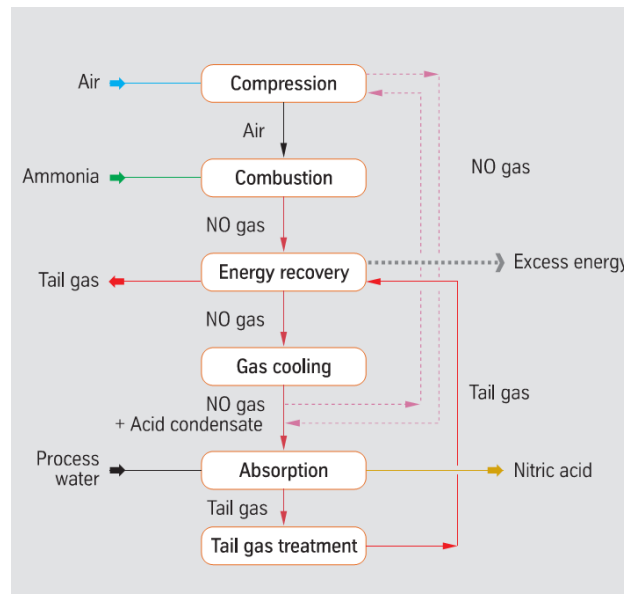 Air
Compression
Air
NO gas
Ammonia
Combustion
NO gas
Tail gas
Energy recovery
Excess energy
NO gas
Gas cooling
Tail gas
NO gas
+ Acid condensate
Process
water
Absorption
Nitric acid
Tail gas
Tail gas treatment